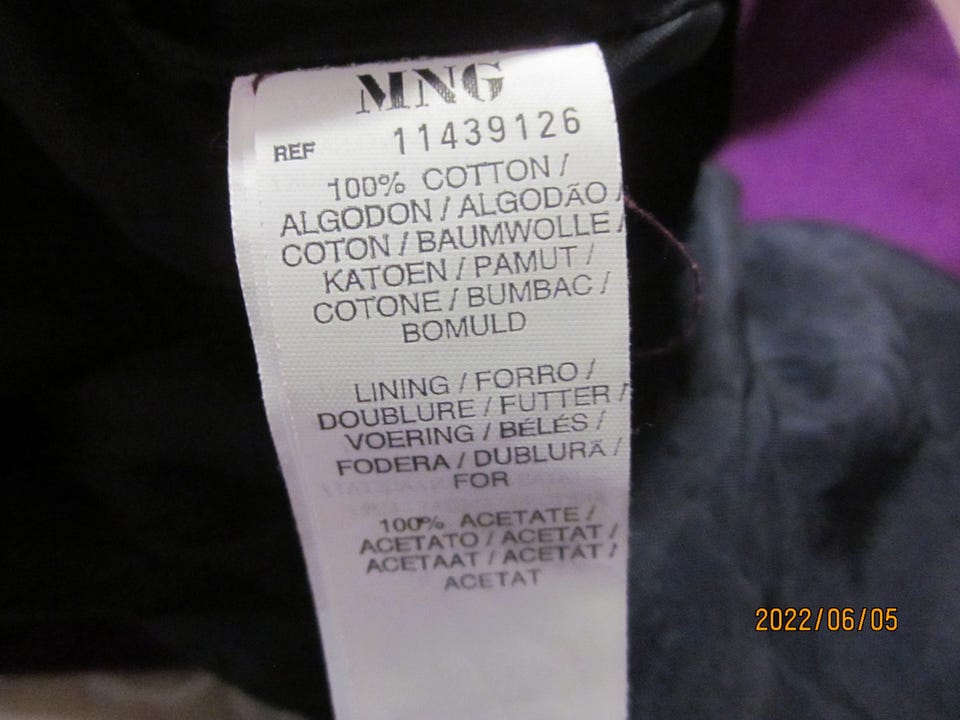 MNG
REF 11439126
100% COTTON /
ALGODON / ALGODÃO /
COTON / BAUMWOLLE /
KATOEN / PAMUT /
COTONE / BUMBAC /
BOMULD
LINING / FORRO /
DOUBLURE / FUTTER /
VOERING / BÉLÉS /
FODERA / DUBLURĂ /
FOR
100% ACETATE /
ACETATO / ACETAT /
ACETAAT / ACETÁT /
ACETAT
2022/06/05